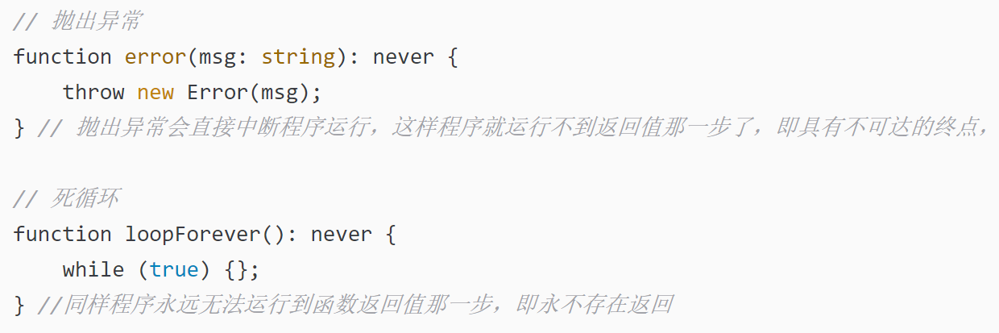 // 抛出异常
function error(msg: string): never {
    throw new Error(msg);
} // 抛出异常会直接中断程序运行，这样程序就运行不到返回值那一步了，即具有不可达的终点，
// 死循环
function loopForever(): never {
    while (true) {};
} //同样程序永远无法运行到函数返回值那一步，即永不存在返回